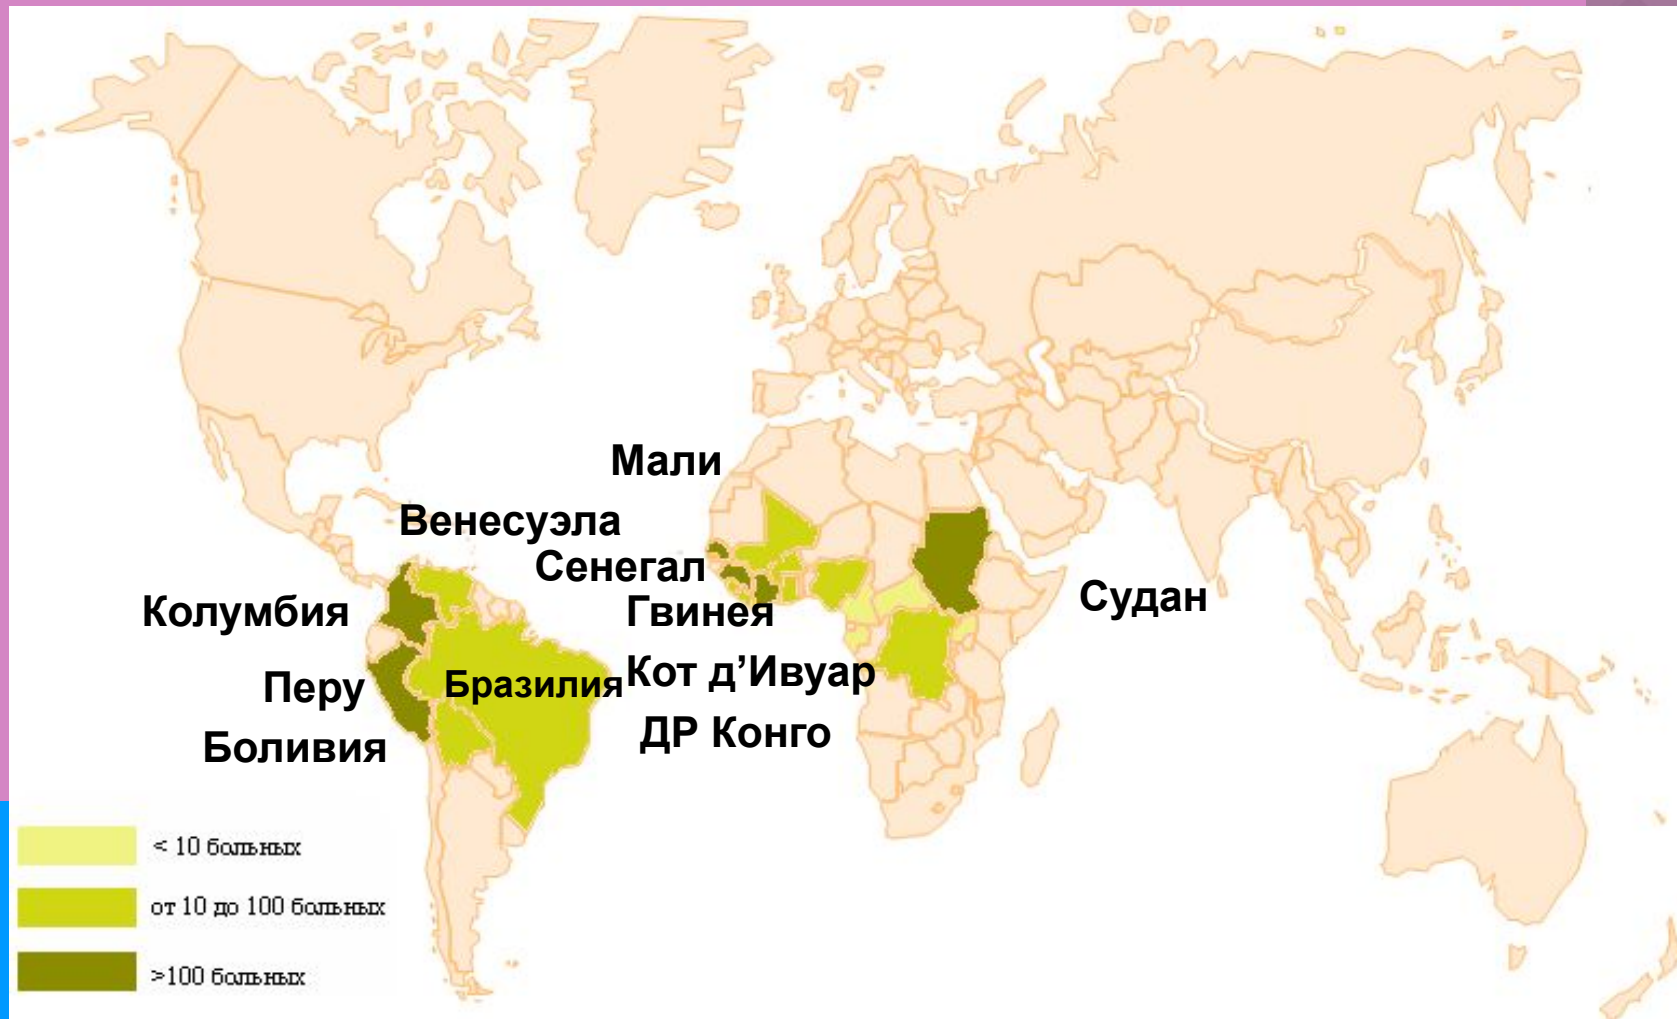 Мали
Венесуэла
Сенегал
Колумбия
Гвинея
Судан
Перу
Бразилия
Кот д’Ивуар
Боливия
ДР Конго
< 10 больных
от 10 до 100 больных
>100 больных